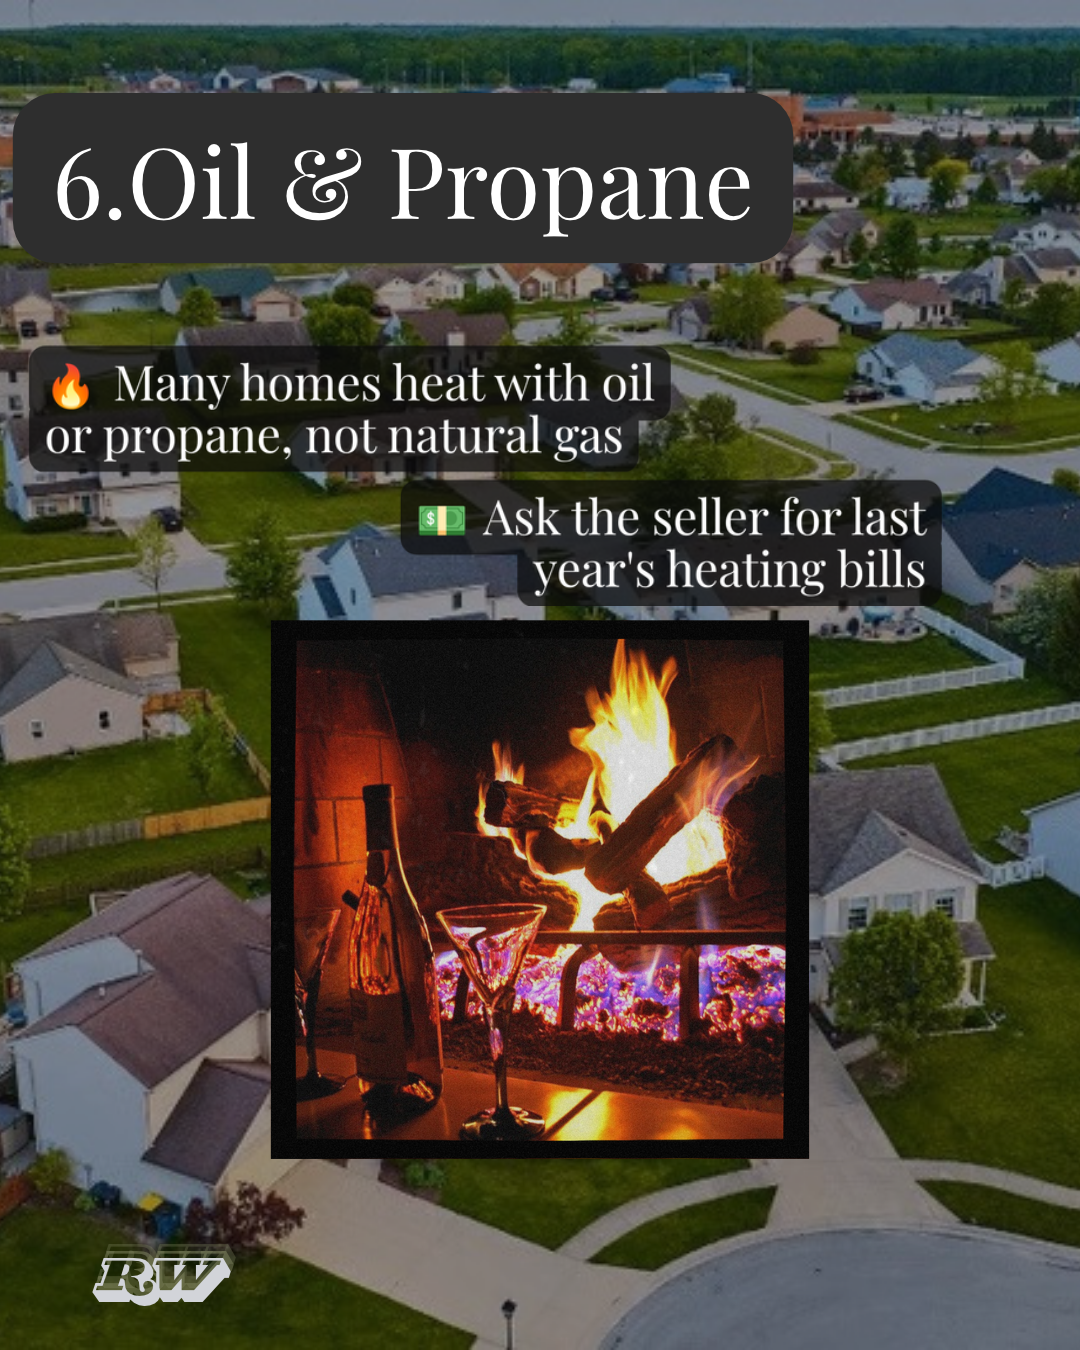 6.Oil & Propane
🔥 Many homes heat with oil
or propane, not natural gas
💵 Ask the seller for last
year's heating bills
RW